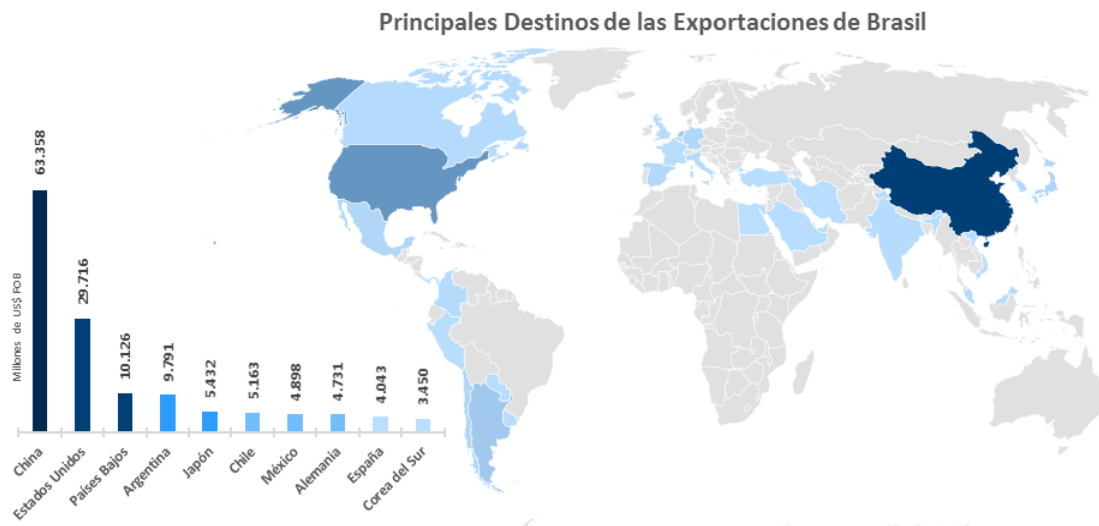 Principales Destinos de las Exportaciones de Brasil
Millones de US$ FOB
63.358
29.716
10.126
9.791
5.432
5.163
4.898
4.731
4.043
3.450
China
Estados Unidos
Países Bajos
Argentina
Japón
Chile
México
Alemania
España
Corea del Sur